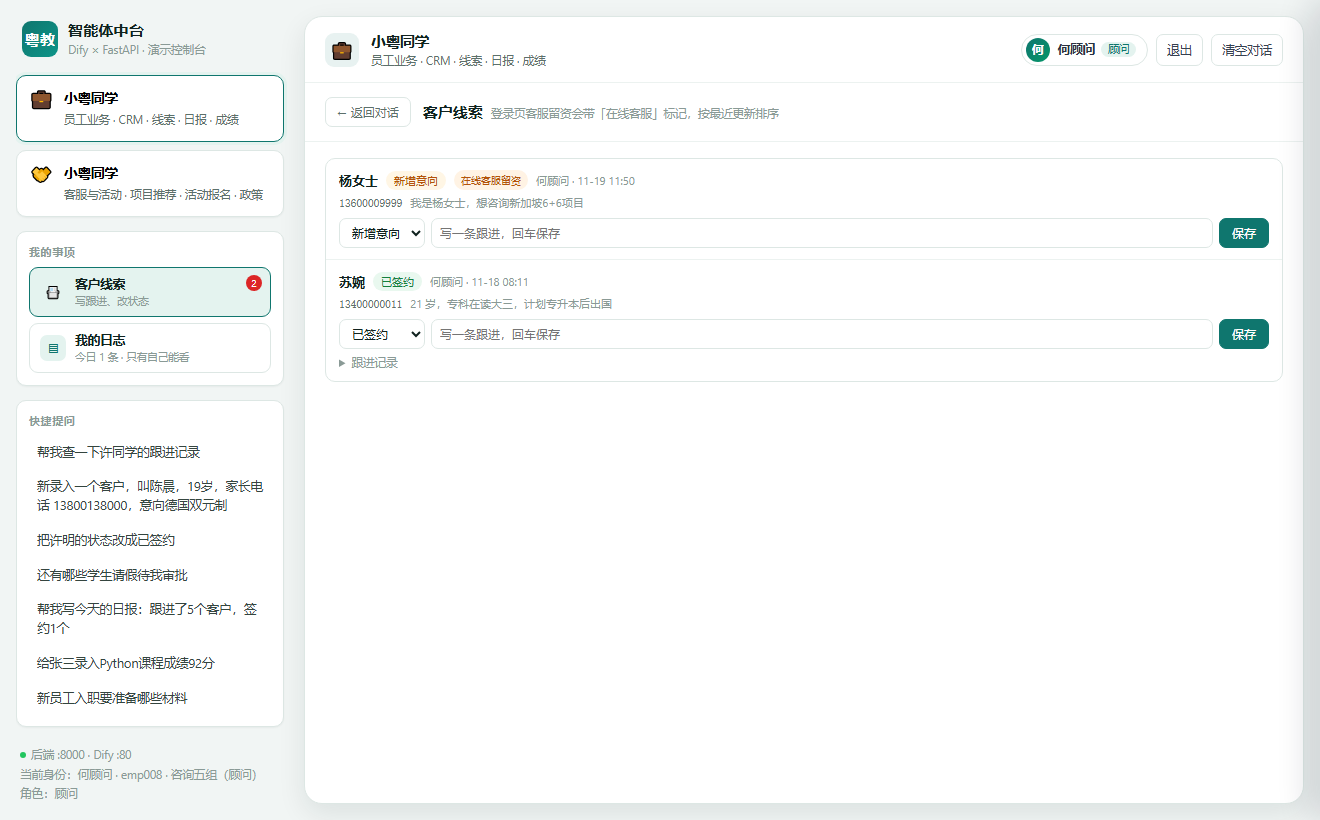 粤教
智能体中台
Dify × FastAPI · 演示控制台
小粤同学
员工业务 · CRM · 线索 · 日报 · 成绩
小粤同学
客服与活动 · 项目推荐 · 活动报名 · 政策
我的事项
客户线索
2
写跟进、改状态
我的日志
今日 1 条 · 只有自己能看
快捷提问
帮我查一下许同学的跟进记录
新录入一个客户，叫陈晨，19岁，家长电
话 13800138000，意向德国双元制
把许明的状态改成已签约
还有哪些学生请假待我审批
帮我写今天的日报：跟进了5个客户，签
约1个
给张三录入Python课程成绩92分
新员工入职要准备哪些材料
后端 :8000 · Dify :80
当前身份：何顾问 · emp008 · 咨询五组（顾问）
角色：顾问
小粤同学
员工业务 · CRM · 线索 · 日报 · 成绩
何 何顾问 顾问
退出
清空对话
← 返回对话
客户线索 登录页客服留资会带「在线客服」标记，按最近更新排序
杨女士 新增意向 在线客服留资 何顾问 · 11-19 11:50
13600009999 我是杨女士，想咨询新加坡6+6项目
新增意向 写一条跟进，回车保存 保存
苏婉 已签约 何顾问 · 11-18 08:11
13400000011 21 岁，专科在读大三，计划专升本后出国
已签约 写一条跟进，回车保存 保存
跟进记录